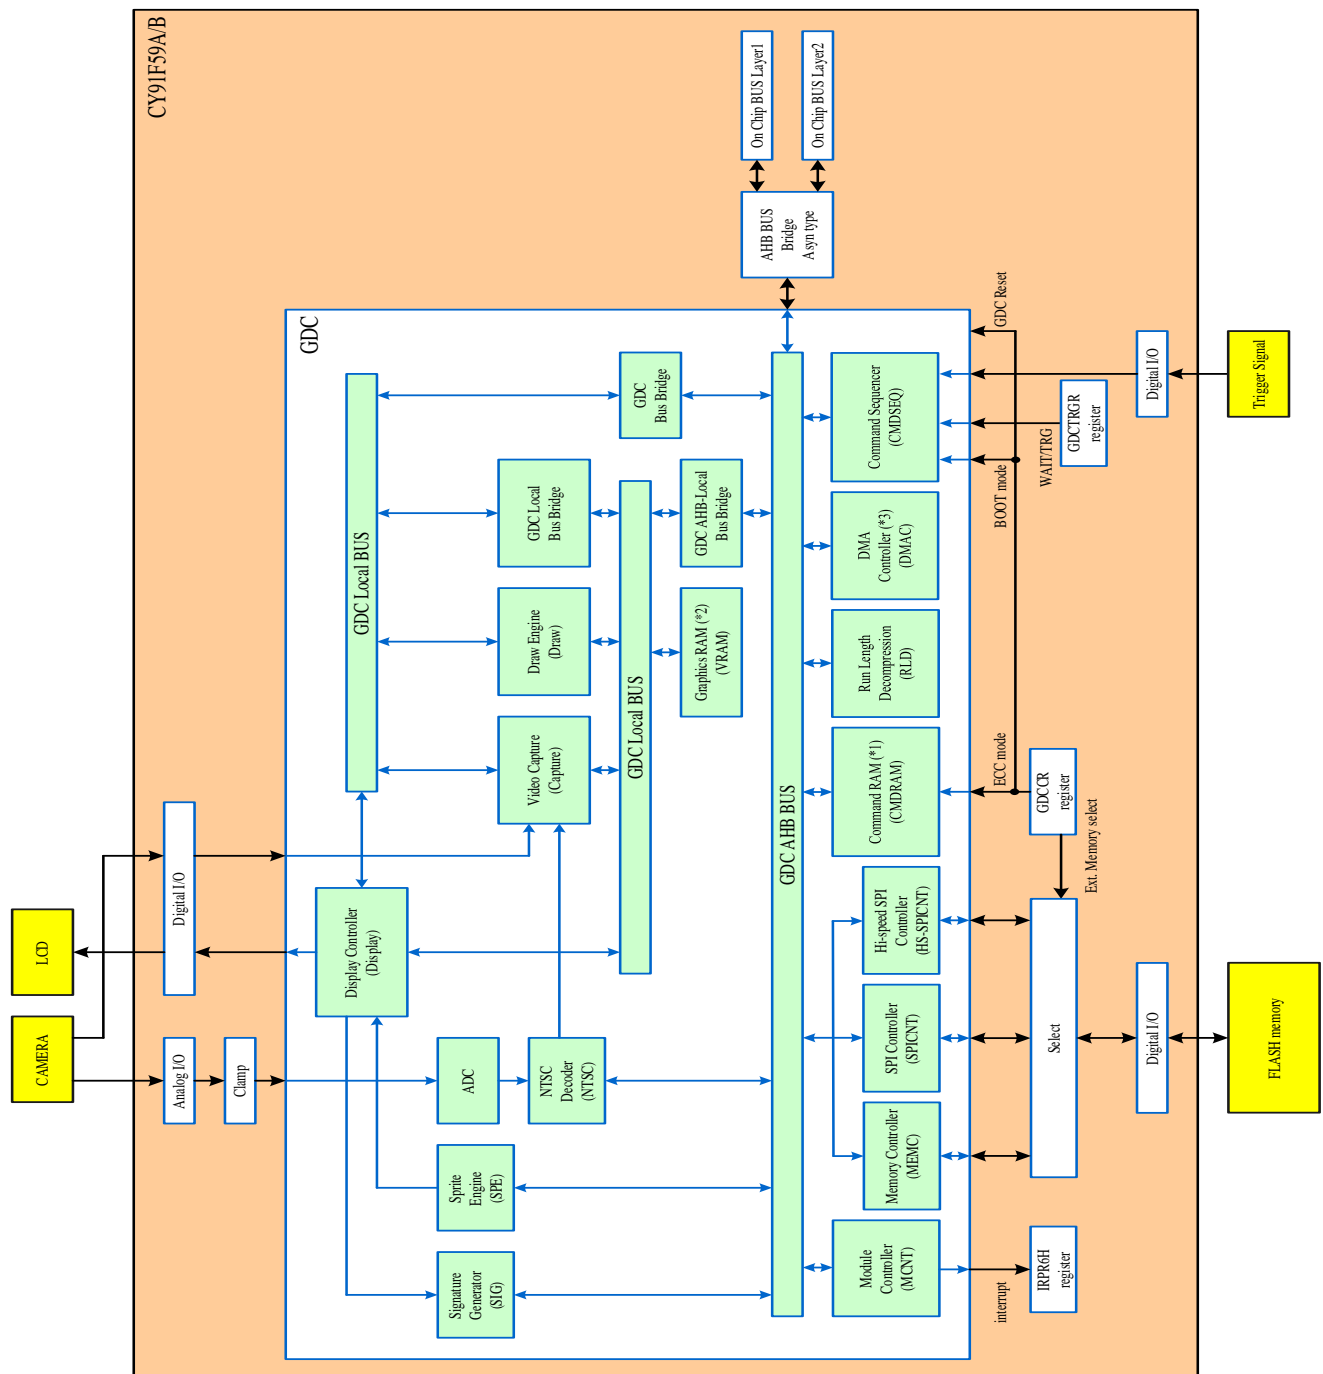 CY91F59A/B
On Chip BUS Layer1
On Chip BUS Layer2
AHB BUS
Bridge
Asyn type
GDC
GDC Local BUS
GDC
Bus Bridge
GDC Local
Bus Bridge
GDC AHB-Local
Bus Bridge
Draw Engine
(Draw)
Graphics RAM (*2)
(VRAM)
Video Capture
(Capture)
GDC Local BUS
GDC AHB BUS
Display Controller
(Display)
ADC
NTSC
Decoder
(NTSC)
Sprite
Engine
(SPE)
Signature
Generator
(SIG)
Command Sequencer
(CMDSEQ)
DMA
Controller (*3)
(DMAC)
Run Length
Decompression
(RLD)
Command RAM (*1)
(CMDRAM)
Hi-speed SPI
Controller
(HS-SPICNT)
SPI Controller
(SPICNT)
Memory Controller
(MEMC)
Module
Controller
(MCNT)
GDC Reset
WAIT/TRG
BOOT mode
ECC mode
Ext. Memory select
interrupt
GDCTRGR
register
GDCCR
register
Select
IRPR6H
register
Digital I/O
Trigger Signal
Digital I/O
FLASH memory
LCD
CAMERA
Digital I/O
Analog I/O
Clamp